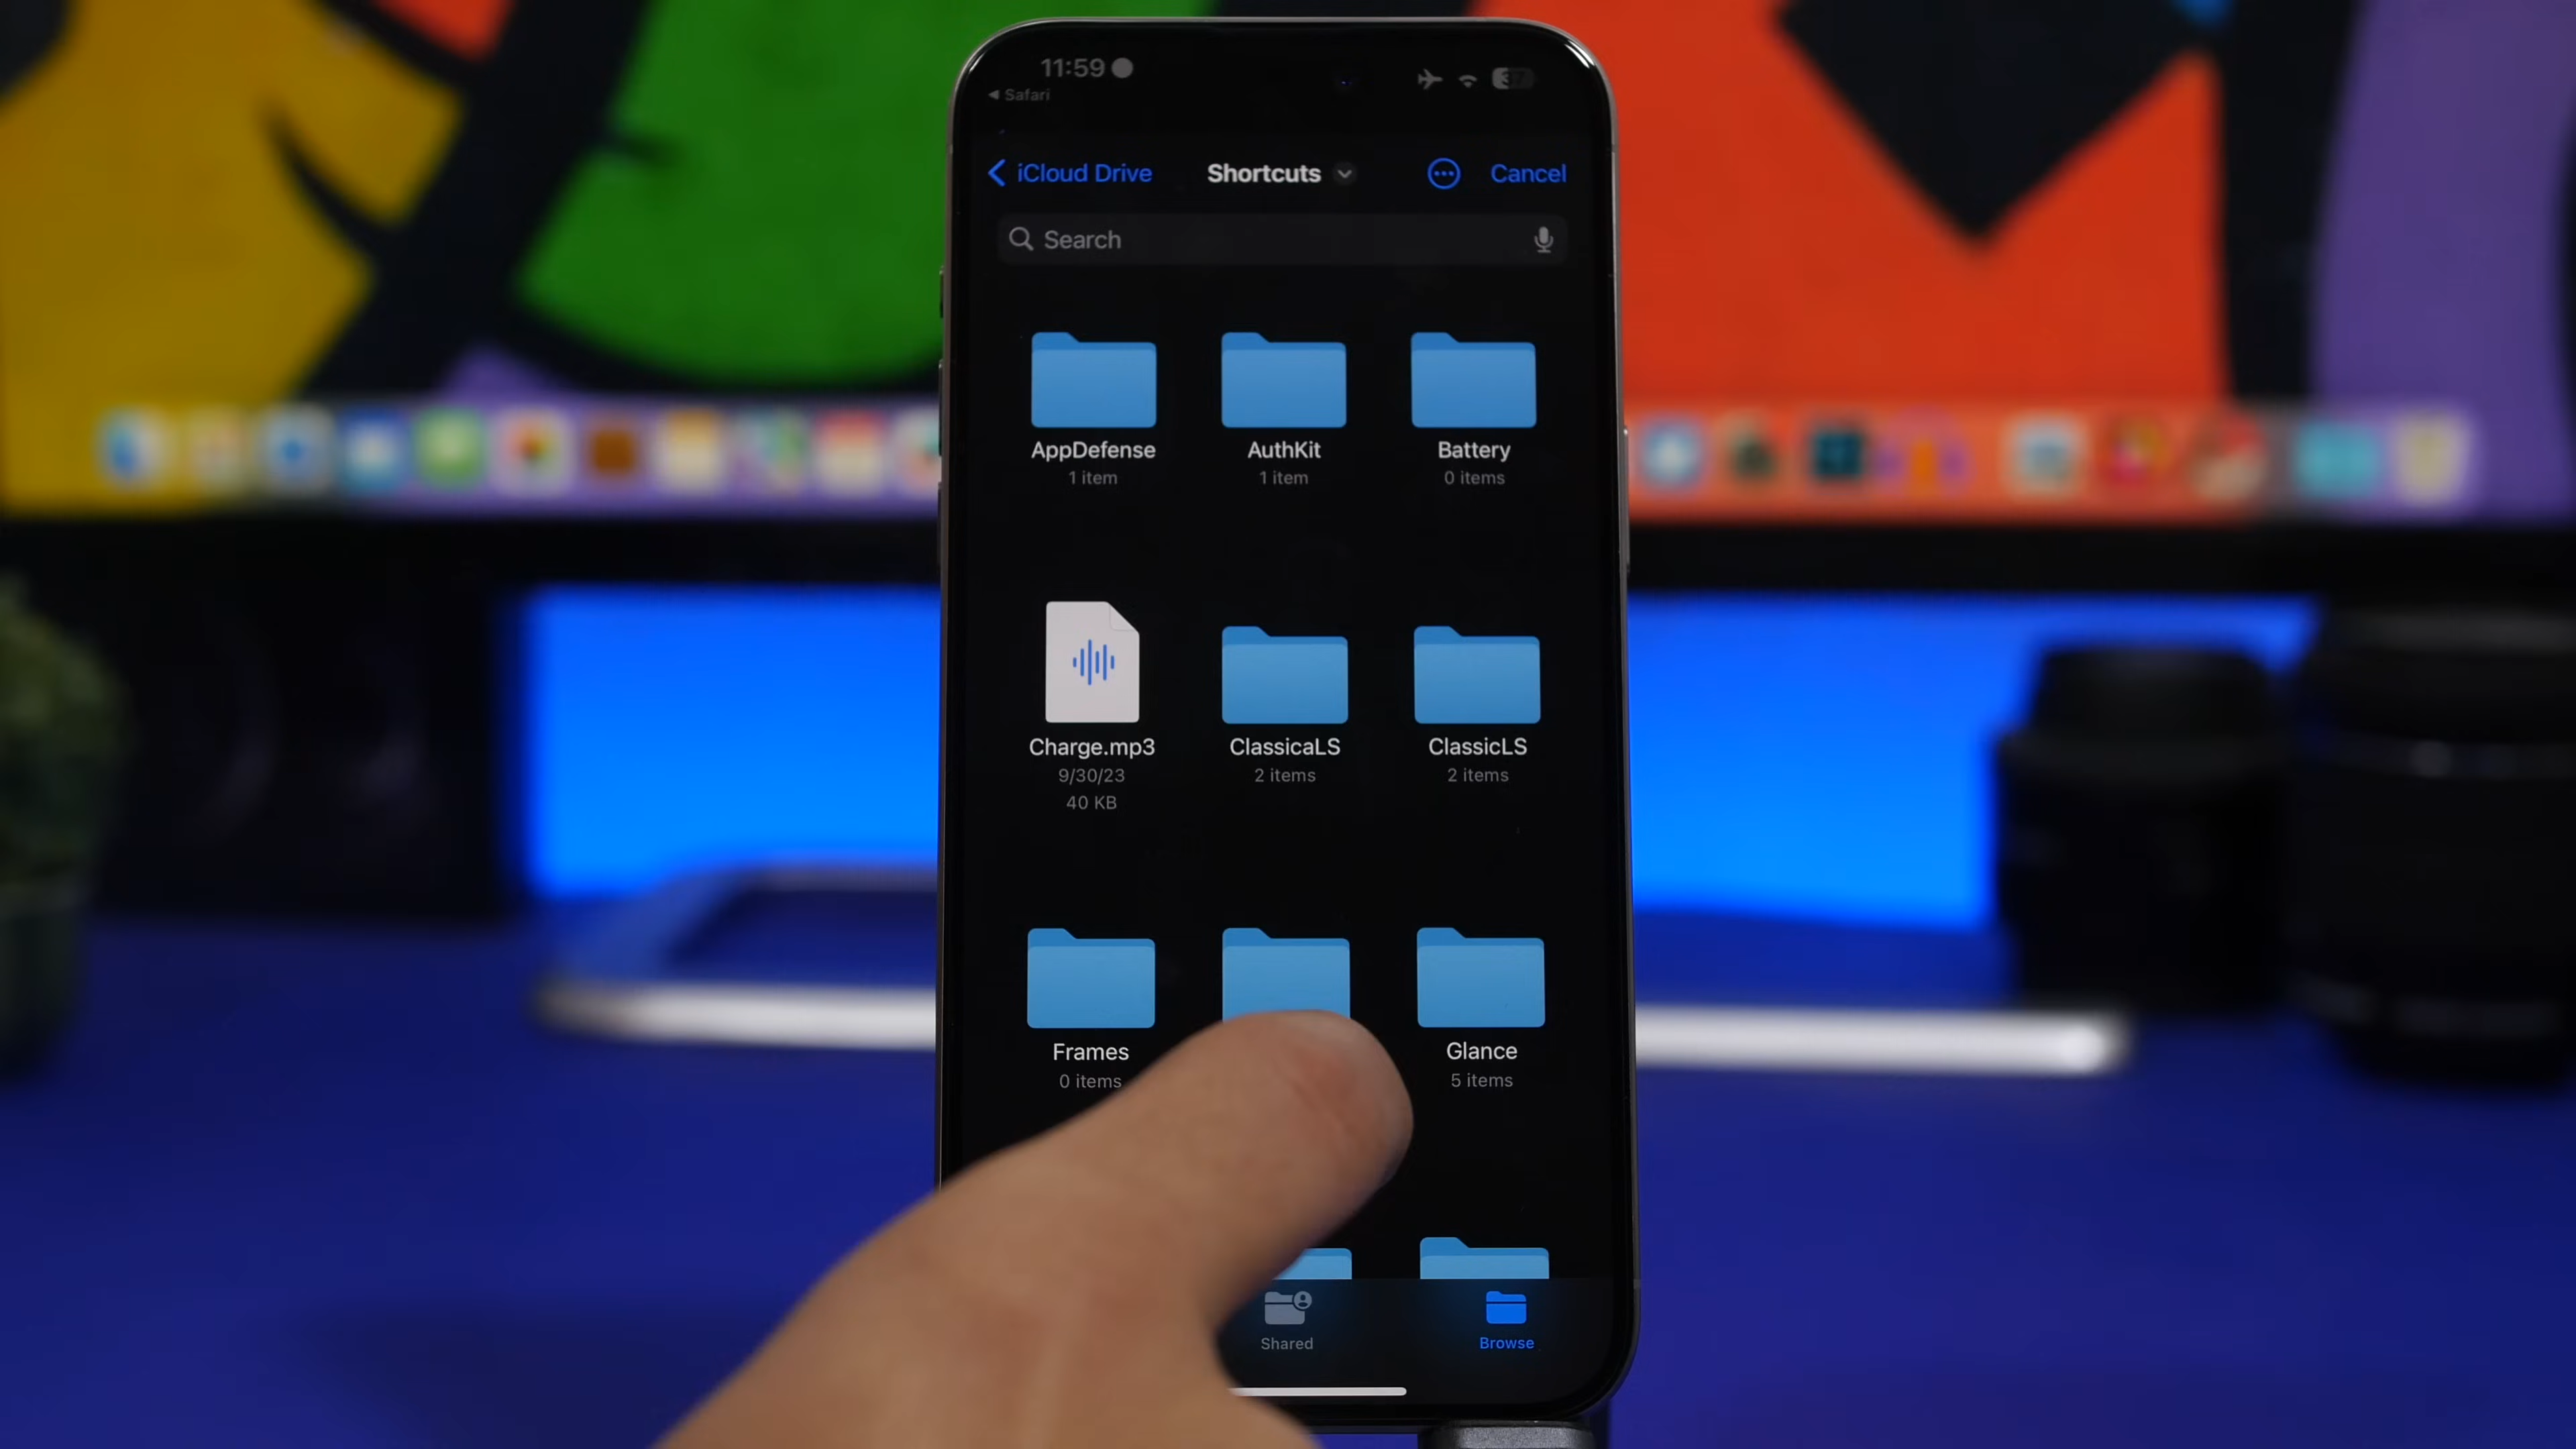 11:59
Safari
iCloud Drive
Shortcuts
Cancel
Search
AppDefense
AuthKit
Battery
1 item
1 item
0 items
Charge.mp3
ClassicaLS
ClassicLS
9/30/23
2 items
2 items
40 KB
Frames
Glance
0 items
5 items
Shared
Browse